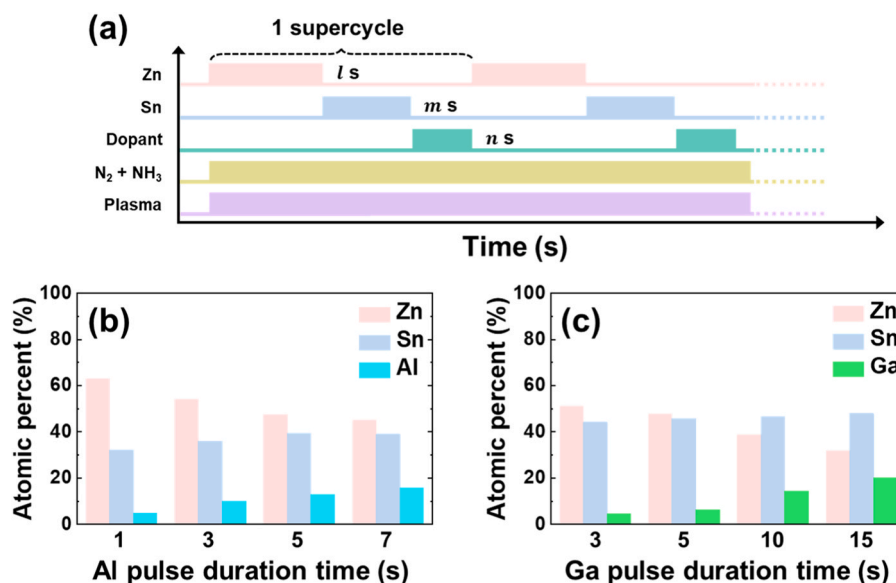 (a)
1 supercycle
Zn
l s
Sn
m s
Dopant
n s
N₂ + NH₃
Plasma
Time (s)
(b)
Atomic percent (%)
100
80
60
40
20
0
Zn
Sn
Al
1 3 5 7
Al pulse duration time (s)
(c)
Atomic percent (%)
100
80
60
40
20
0
Zn
Sn
Ga
3 5 10 15
Ga pulse duration time (s)